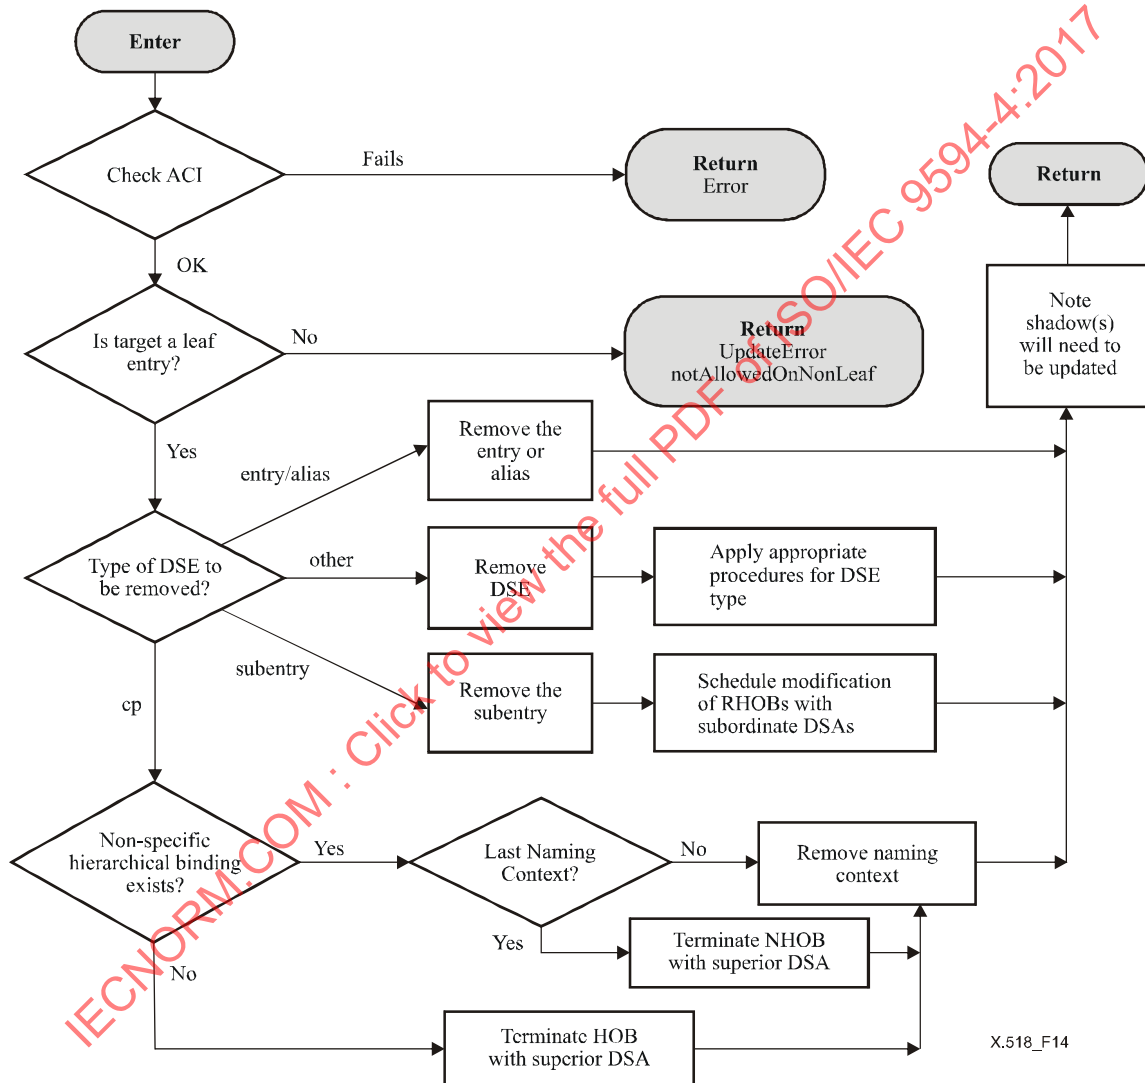 Enter
Check ACI
Fails
Return
Error
Return
OK
Is target a leaf
entry?
No
Return
UpdateError
notAllowedOnNonLeaf
Note
shadow(s)
will need to
be updated
Yes
entry/alias
Remove the
entry or
alias
Type of DSE to
be removed?
other
Remove
DSE
Apply appropriate
procedures for DSE
type
subentry
Remove the
subentry
Schedule modification
of RHOBs with
subordinate DSAs
cp
Non-specific
hierarchical binding
exists?
Yes
Last Naming
Context?
No
Remove naming
context
Yes
Terminate NHOB
with superior DSA
No
Terminate HOB
with superior DSA
X.518_F14
IECNORM.COM : Click to view the full PDF of ISO/IEC 9594-4:2017